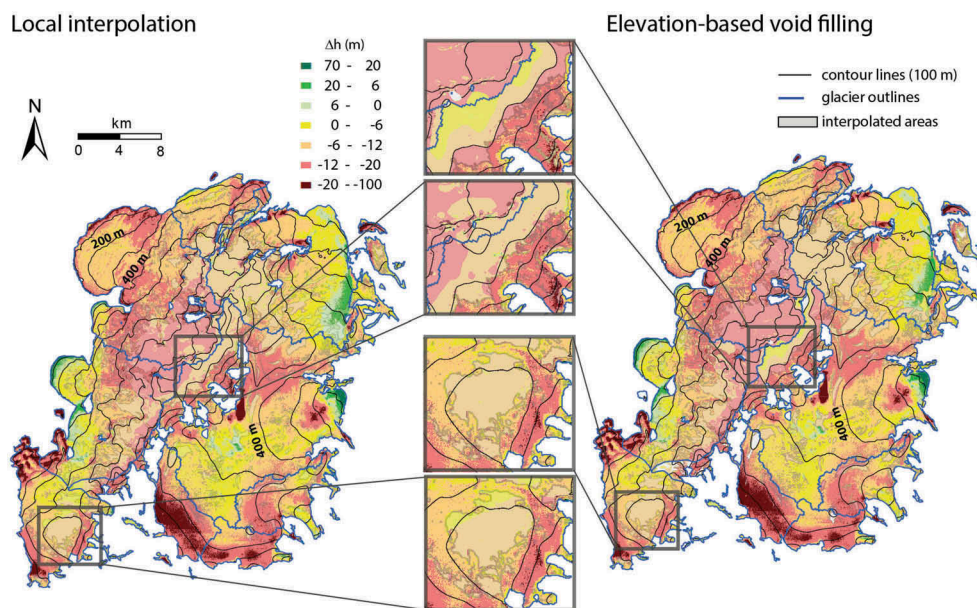 Local interpolation
Elevation-based void filling
Δh (m)
70 - 20
20 - 6
6 - 0
0 - -6
-6 - -12
-12 - -20
-20 - -100
N
km
0 4 8
contour lines (100 m)
glacier outlines
interpolated areas
200 m
400 m
400 m
200 m
400 m
400 m